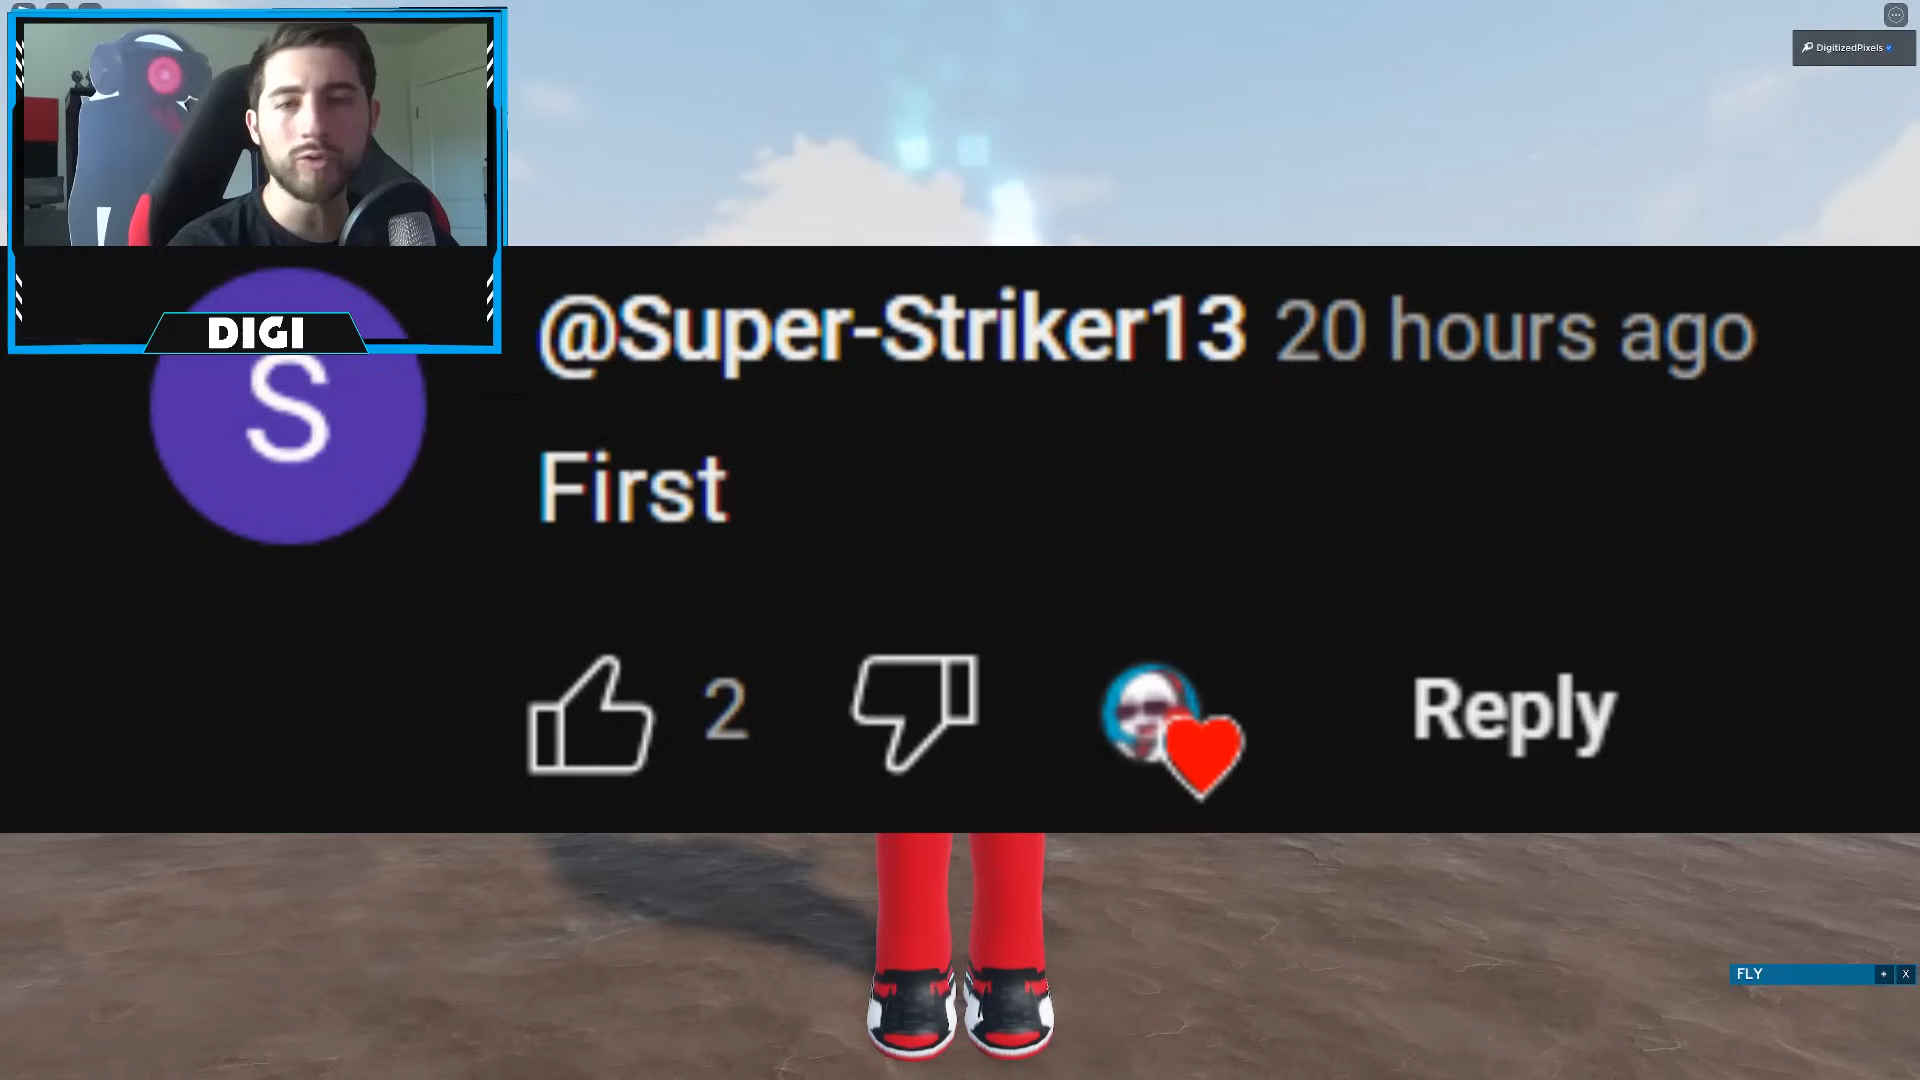 DigitizedPixels
DIGI
@Super-Striker13 20 hours ago
S
First
2
Reply
FLY + X